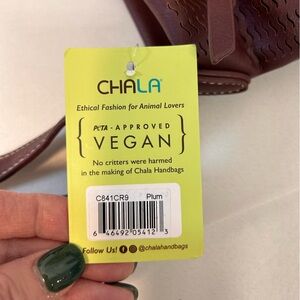 CHALA
Ethical Fashion for Animal Lovers
PeTA - APPROVED
VEGAN
No critters were harmed
in the making of Chala Handbags
C841CR9 Plum
6 46492 05412 3
Follow Us! @chalahandbags